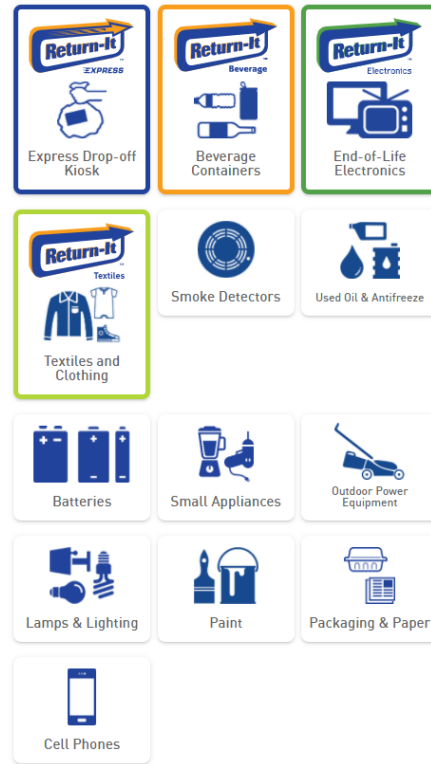 Return-It
EXPRESS
Express Drop-off
Kiosk
Return-It
Beverage
Beverage
Containers
Return-It
Electronics
End-of-Life
Electronics
Return-It
Textiles
Textiles and
Clothing
Smoke Detectors
Used Oil & Antifreeze
Batteries
Small Appliances
Outdoor Power
Equipment
Lamps & Lighting
Paint
Packaging & Paper
Cell Phones